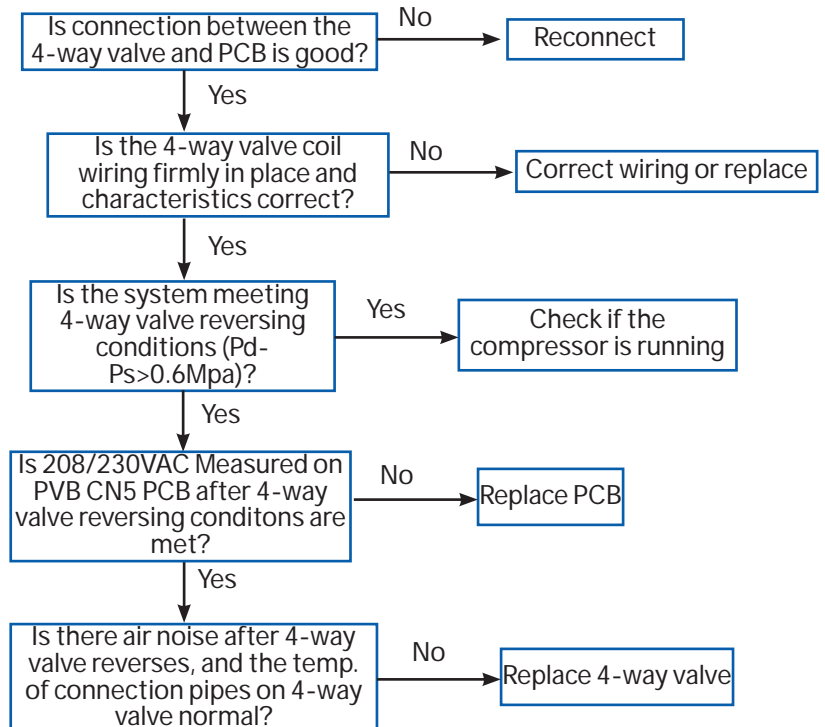 Is connection between the
4-way valve and PCB is good?
No
Reconnect
Yes
Is the 4-way valve coil
wiring firmly in place and
characteristics correct?
No
Correct wiring or replace
Yes
Is the system meeting
4-way valve reversing
conditions (Pd-
Ps>0.6Mpa)?
Yes
Check if the
compressor is running
Yes
Is 208/230VAC Measured on
PVB CN5 PCB after 4-way
valve reversing conditons are
met?
No
Replace PCB
Yes
Is there air noise after 4-way
valve reverses, and the temp.
of connection pipes on 4-way
valve normal?
No
Replace 4-way valve